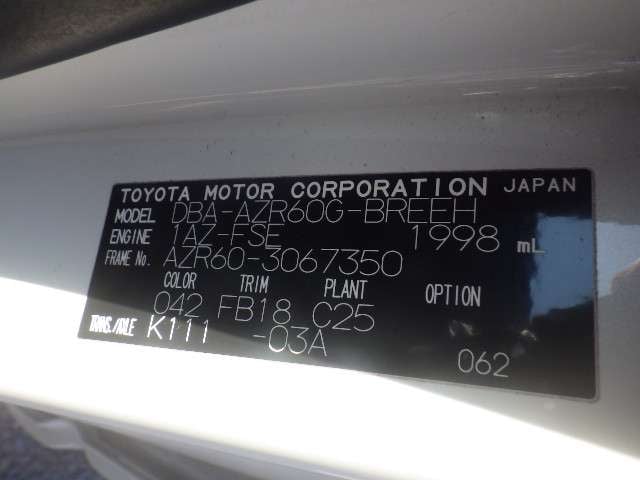 TOYOTA MOTOR CORPORATION JAPAN
MODEL DBA-AZR60G-BREEH
ENGINE 1AZ-FSE 1998 mL
FRAME No. AZR60-3067350
COLOR TRIM PLANT OPTION
042 FB18 C25
TRANS./AXLE K111 -03A 062